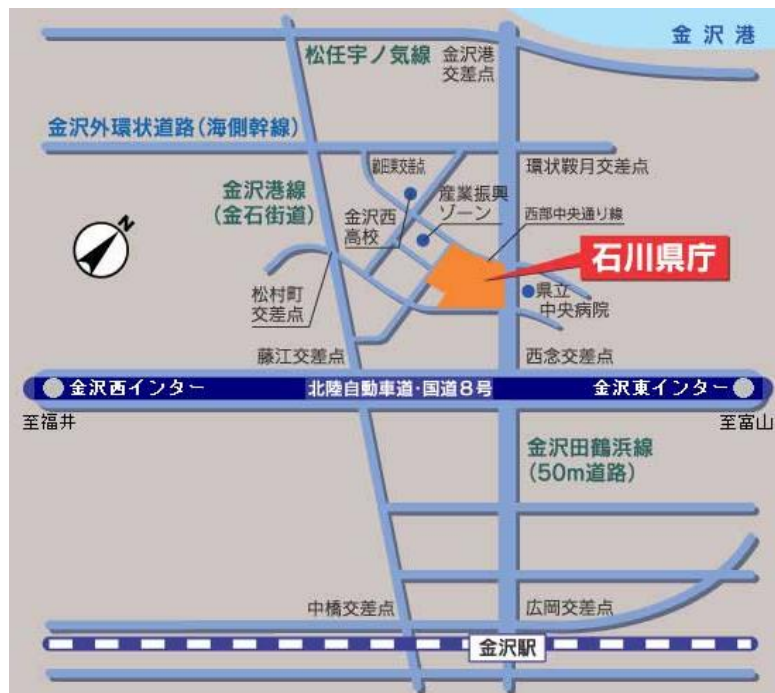 金沢港
松任宇ノ気線
金沢港
交差点
金沢外環状道路(海側幹線)
環状鞍月交差点
金沢港線
(金石街道)
金沢西
高校
産業振興
ゾーン
西部中央通り線
N
石川県庁
松村町
交差点
県立
中央病院
藤江交差点
西念交差点
金沢西インター
北陸自動車道・国道8号
金沢東インター
至福井
至富山
金沢田鶴浜線
(50m道路)
中橋交差点
広岡交差点
金沢駅